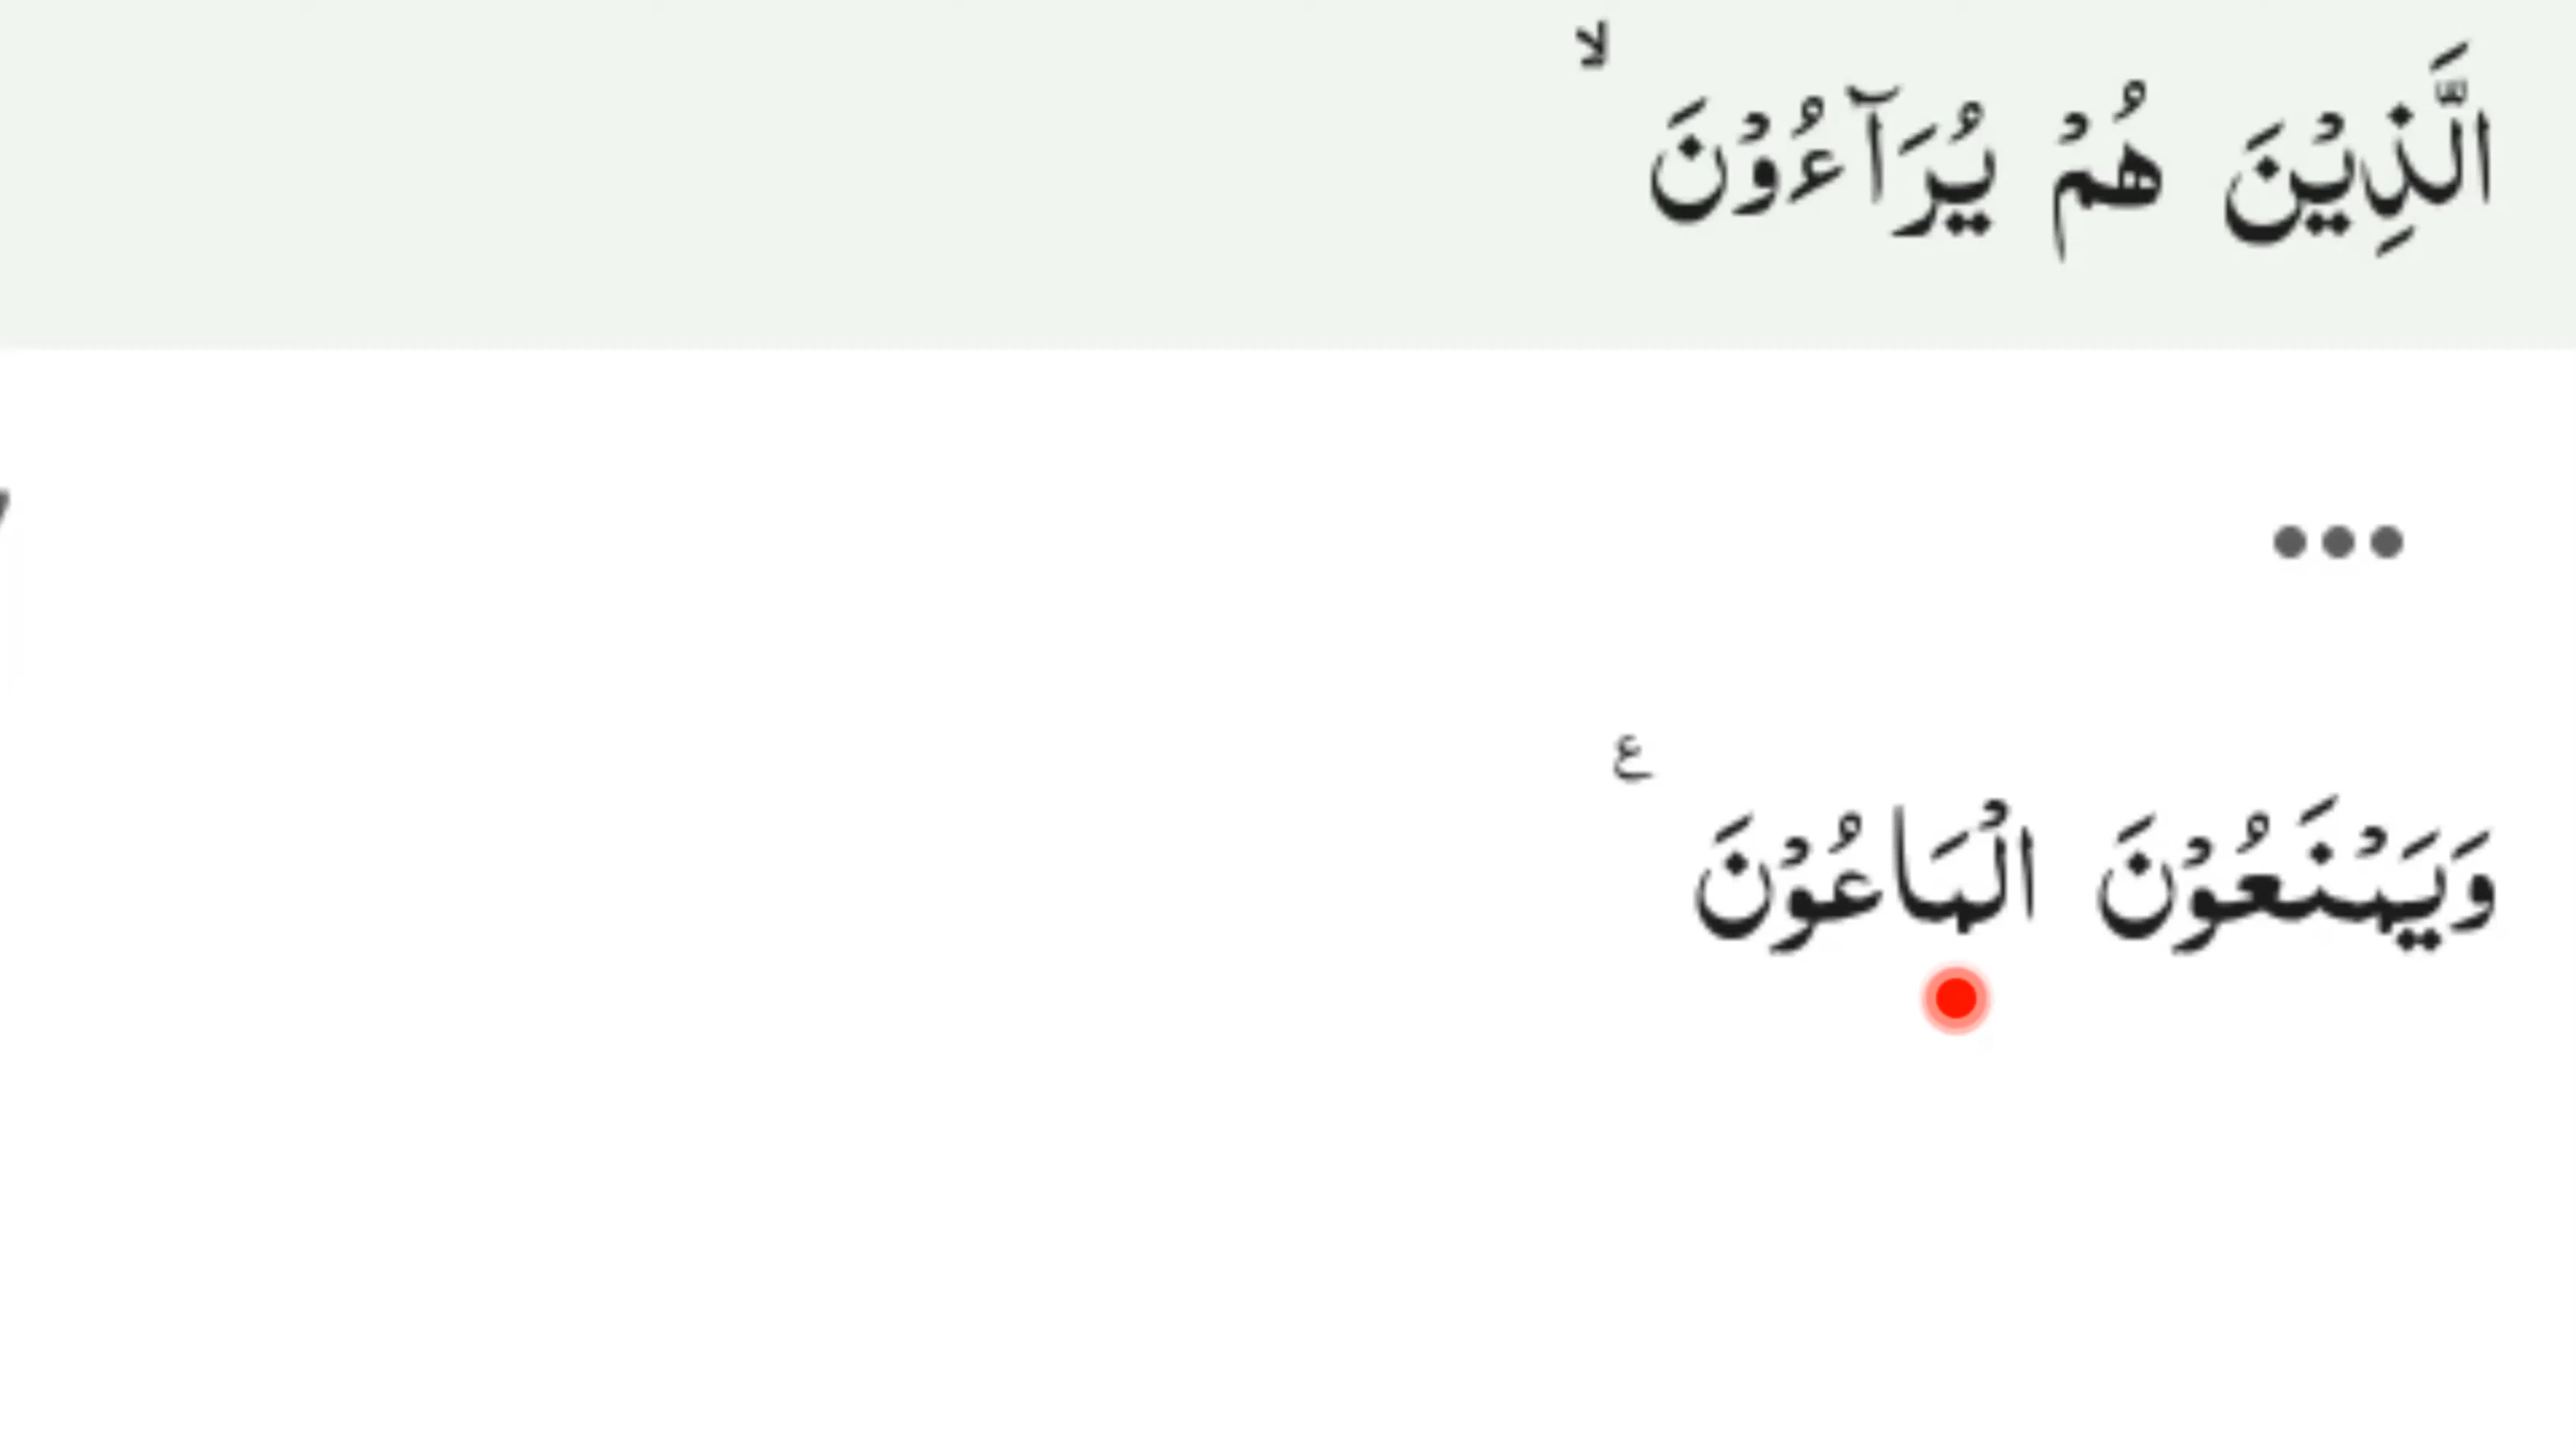 الَّذِيْنَ هُمْ يُرَآءُوْنَ ۙ
وَيَمْنَعُوْنَ الْمَاعُوْنَ ࣖ